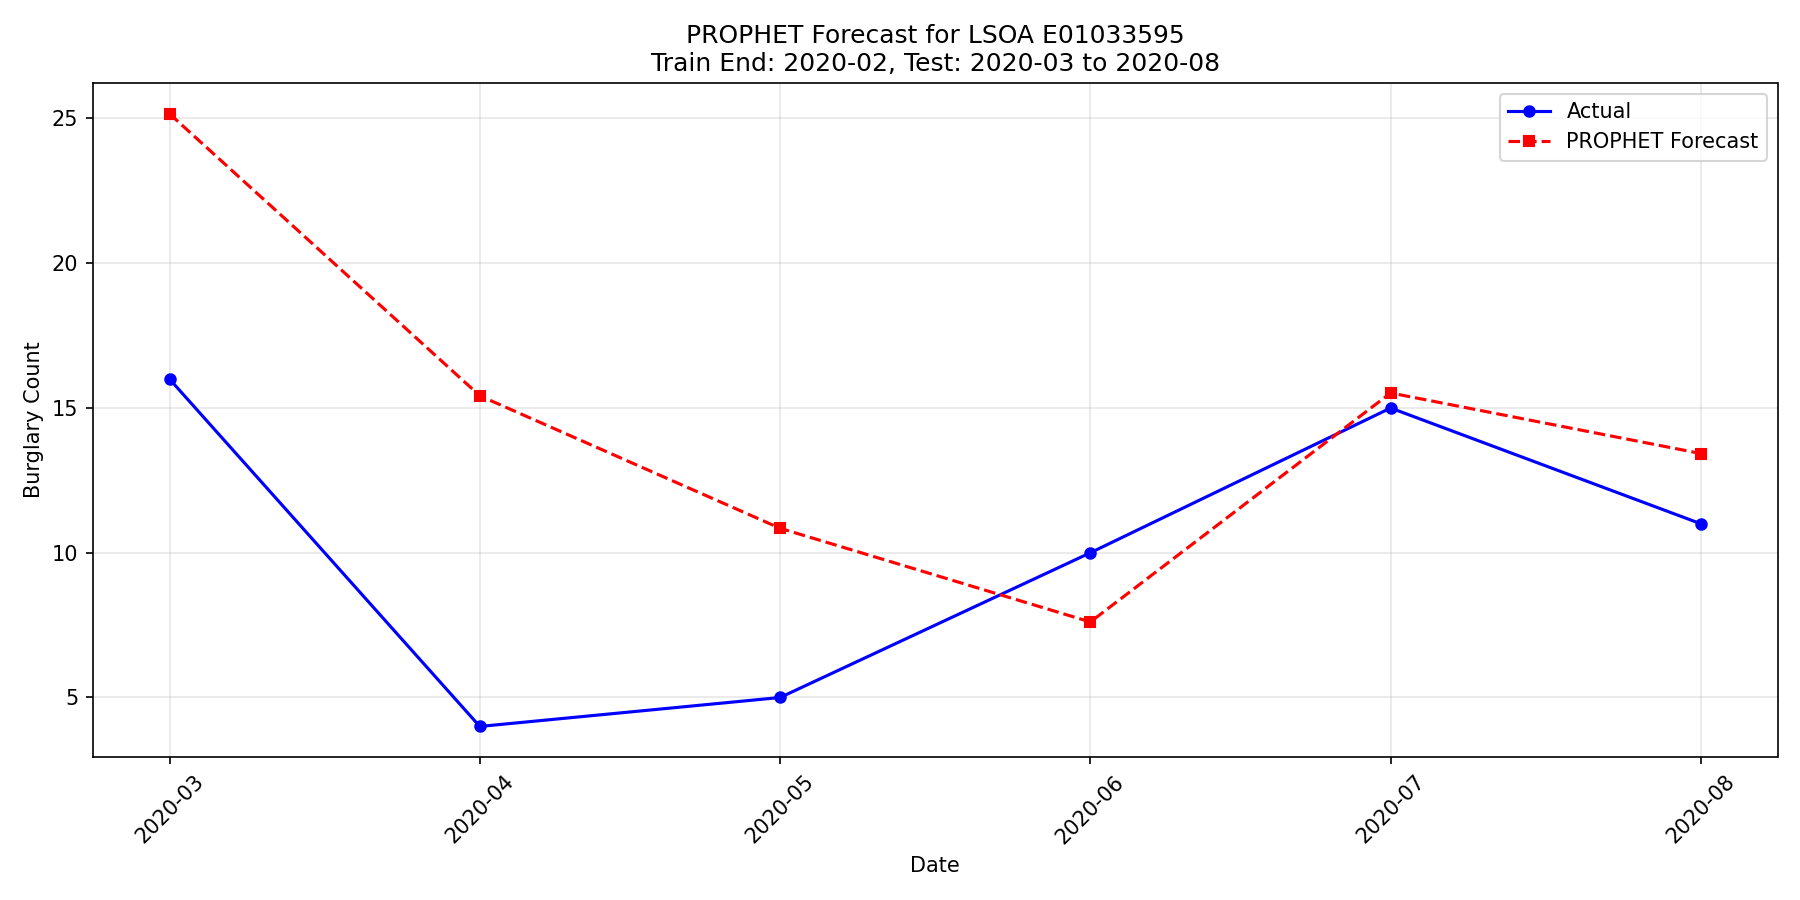 PROPHET Forecast for LSOA E01033595
Train End: 2020-02, Test: 2020-03 to 2020-08
Actual
PROPHET Forecast
Burglary Count
25
20
15
10
5
2020-03
2020-04
2020-05
2020-06
2020-07
2020-08
Date